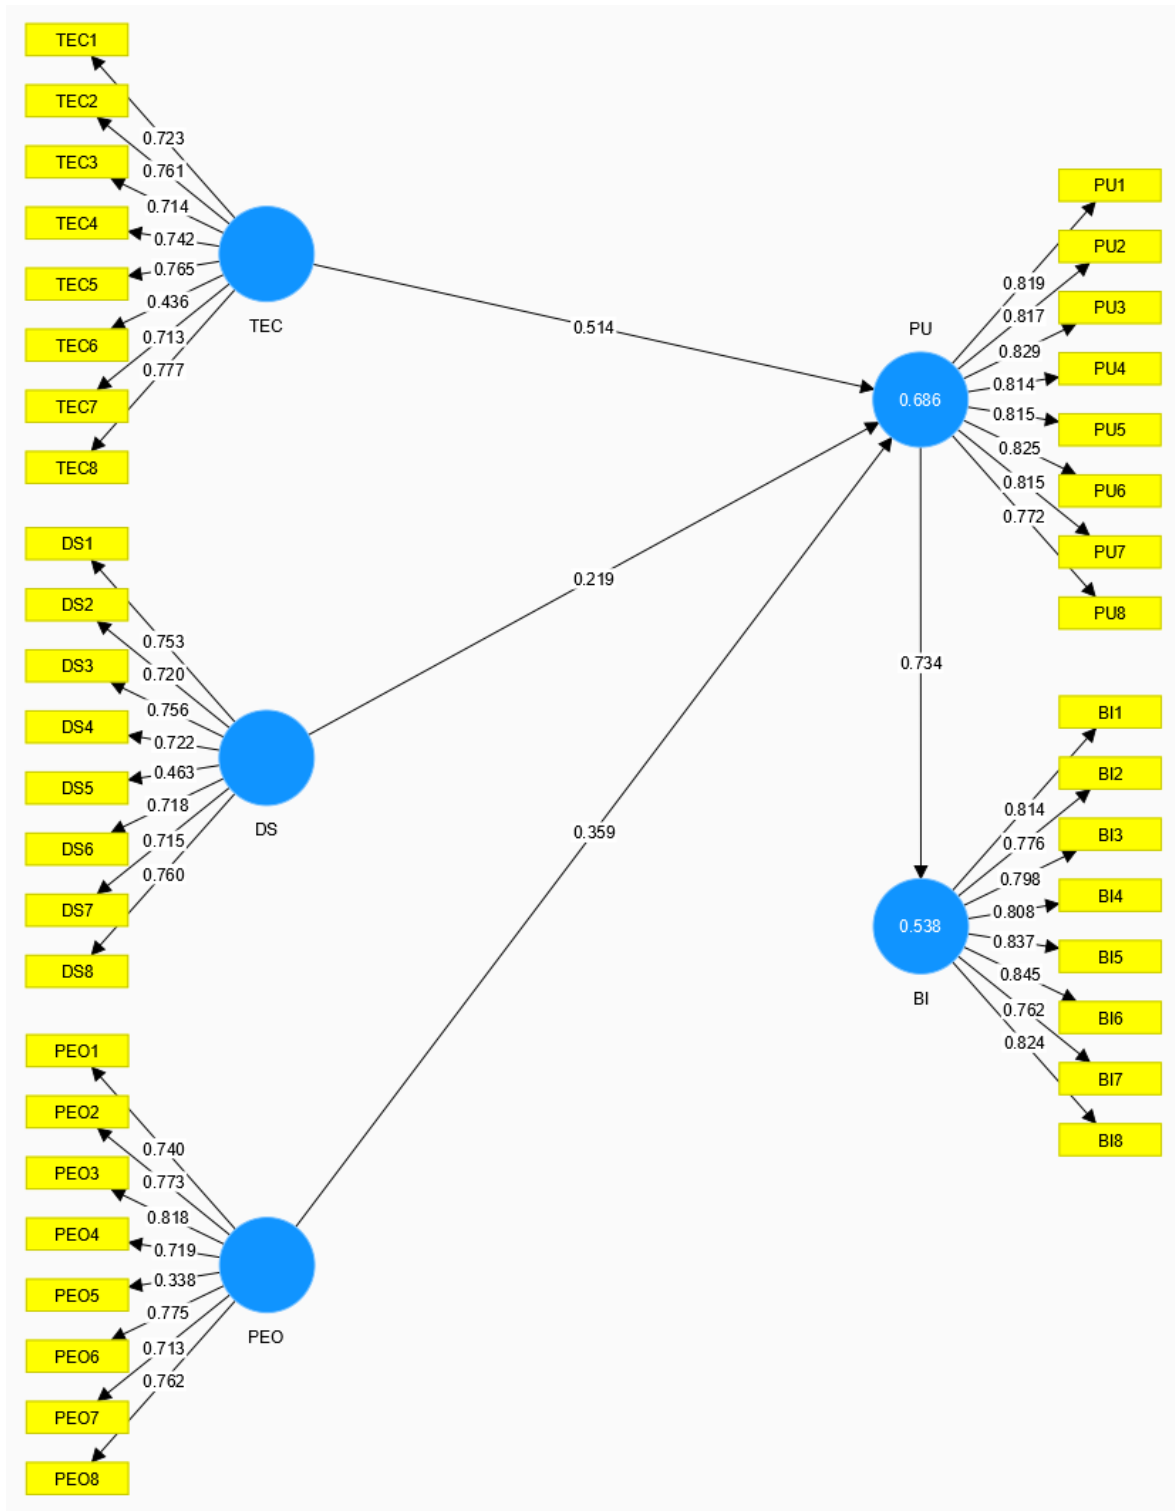 TEC1
TEC2
TEC3
TEC4
TEC5
TEC6
TEC7
TEC8
0.723
0.761
0.714
0.742
0.765
0.436
0.713
0.777
TEC
DS1
DS2
DS3
DS4
DS5
DS6
DS7
DS8
0.753
0.720
0.756
0.722
0.463
0.718
0.715
0.760
DS
PEO1
PEO2
PEO3
PEO4
PEO5
PEO6
PEO7
PEO8
0.740
0.773
0.818
0.719
0.338
0.775
0.713
0.762
PEO
0.514
0.219
0.359
PU
0.686
0.819
0.817
0.829
0.814
0.815
0.825
0.815
0.772
PU1
PU2
PU3
PU4
PU5
PU6
PU7
PU8
0.734
0.538
BI
0.814
0.776
0.798
0.808
0.837
0.845
0.762
0.824
BI1
BI2
BI3
BI4
BI5
BI6
BI7
BI8